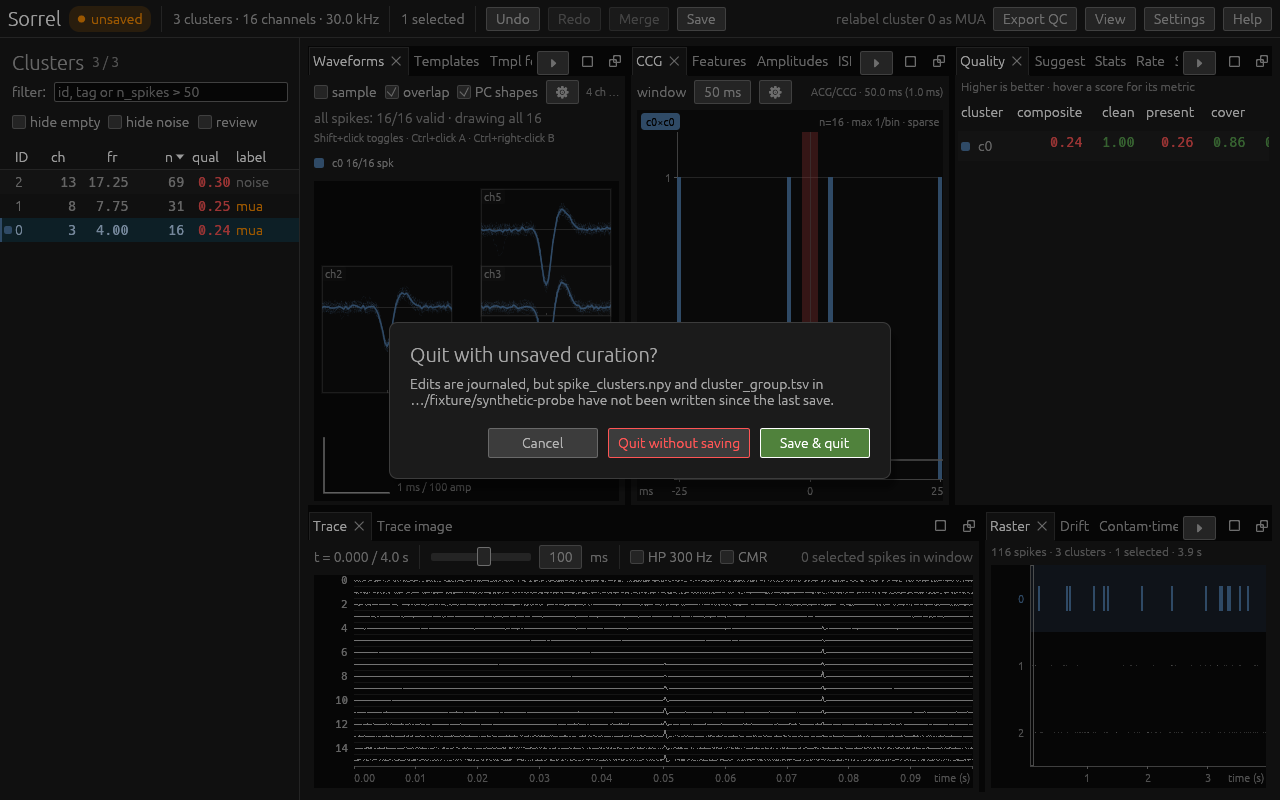 Sorrel
unsaved
3 clusters · 16 channels · 30.0 kHz
1 selected
Undo
Redo
Merge
Save
relabel cluster 0 as MUA
Export QC
View
Settings
Help
Clusters 3 / 3
filter: id, tag or n_spikes > 50
hide empty
hide noise
review
ID ch fr n qual label
2 13 17.25 69 0.30 noise
1 8 7.75 31 0.25 mua
0 3 4.00 16 0.24 mua
Waveforms
Templates
sample
overlap
PC shapes
4 ch ...
all spikes: 16/16 valid · drawing all 16
Shift+click toggles · Ctrl+click A · Ctrl+right-click B
c0 16/16 spk
ch5
ch2
ch3
1 ms / 100 amp
CCG
Features
Amplitudes
ISI
window 50 ms
ACG/CCG · 50.0 ms (1.0 ms)
c0×c0
n=16 · max 1/bin · sparse
1
ms -25 0 25
Quality
Suggest
Stats
Rate
Higher is better · hover a score for its metric
cluster composite clean present cover
c0 0.24 1.00 0.26 0.86
Quit with unsaved curation?
Edits are journaled, but spike_clusters.npy and cluster_group.tsv in
…/fixture/synthetic-probe have not been written since the last save.
Cancel
Quit without saving
Save & quit
Trace
Trace image
t = 0.000 / 4.0 s
100 ms
HP 300 Hz
CMR
0 selected spikes in window
0
2
4
6
8
10
12
14
0.00 0.01 0.02 0.03 0.04 0.05 0.06 0.07 0.08 0.09 time (s)
Raster
Drift
Contam-time
116 spikes · 3 clusters · 1 selected · 3.9 s
0
1
2
1 2 3 time (s)